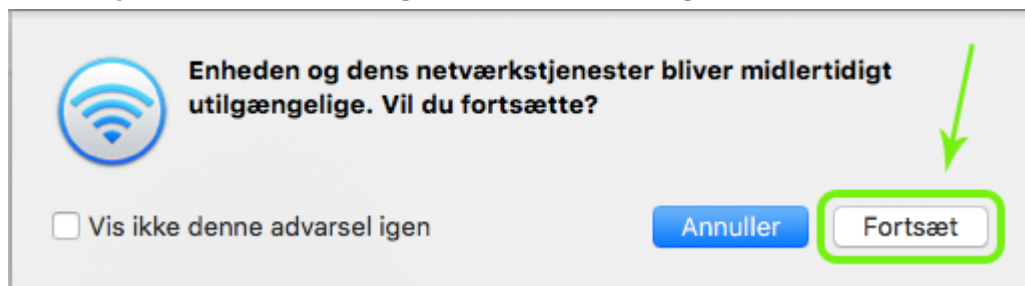 Enheden og dens netværkstjenester bliver midlertidigt
utilgængelige. Vil du fortsætte?
Vis ikke denne advarsel igen
Annuller
Fortsæt